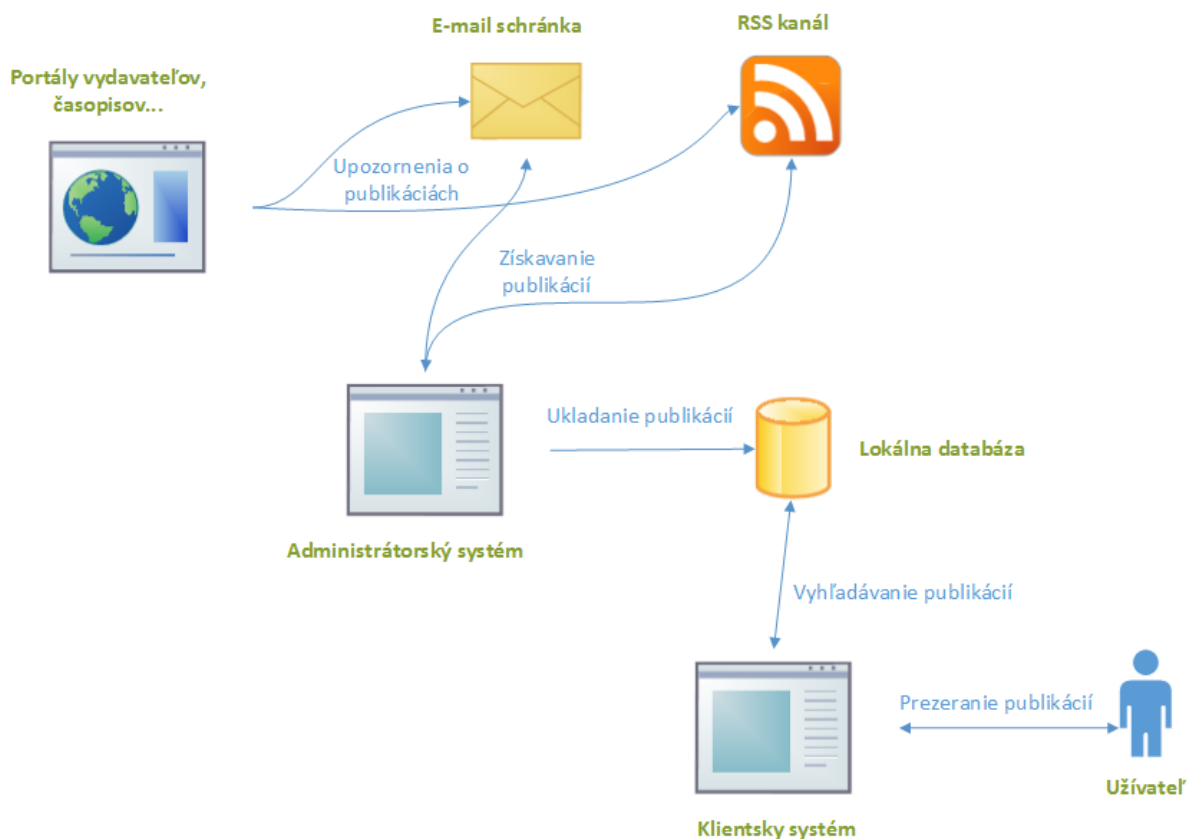 E-mail schránka
RSS kanál
Portály vydavateľov,
časopisov...
Upozornenia o
publikáciách
Získavanie
publikácií
Ukladanie publikácií
Lokálna databáza
Administrátorský systém
Vyhľadávanie publikácií
Prezeranie publikácií
Užívateľ
Klientsky systém